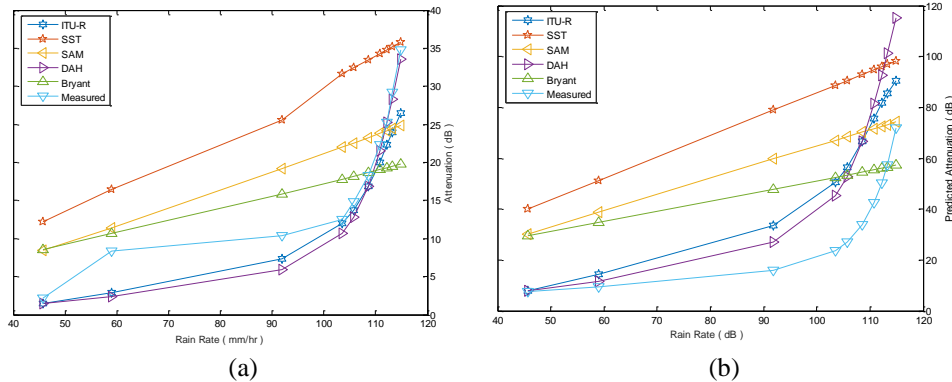 ITU-R
SST
SAM
DAH
Bryant
Measured
40
35
30
25
20
15
10
5
0
Attenuation ( dB)
40
50
60
70
80
90
100
110
120
Rain Rate ( mm/hr)
(a)
ITU-R
SST
SAM
DAH
Bryant
Measured
120
100
80
60
40
20
0
Predicted Attenuation ( dB)
40
50
60
70
80
90
100
110
120
Rain Rate ( dB)
(b)